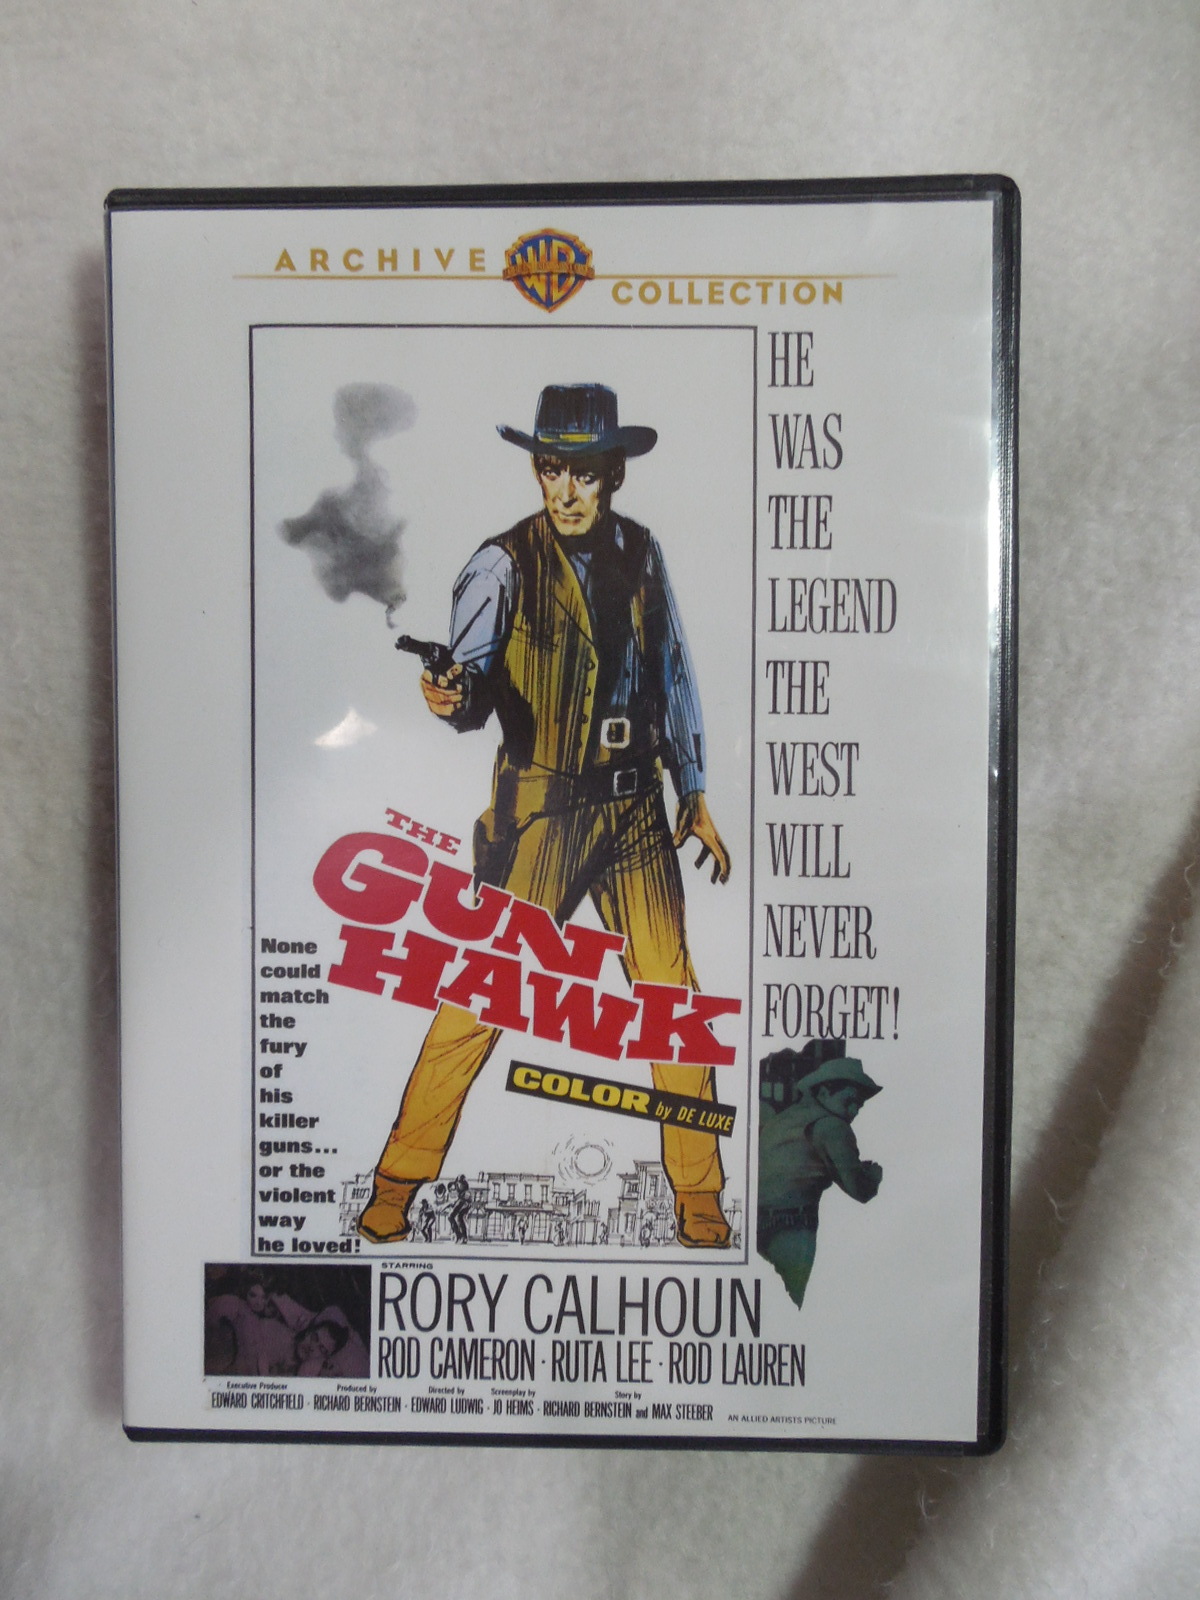 ARCHIVE
WB
COLLECTION
HE
WAS
THE
LEGEND
THE
WEST
WILL
NEVER
FORGET!
THE
GUN
HAWK
COLOR by DE LUXE
None
could
match
the
fury
of
his
killer
guns...
or the
violent
way
he loved!
STARRING
RORY CALHOUN
ROD CAMERON · RUTA LEE · ROD LAUREN
Executive Producer Produced by Directed by Screenplay by Story by
EDWARD CRITCHFIELD · RICHARD BERNSTEIN · EDWARD LUDWIG · JO HEIMS · RICHARD BERNSTEIN and MAX STEEBER
AN ALLIED ARTISTS PICTURE